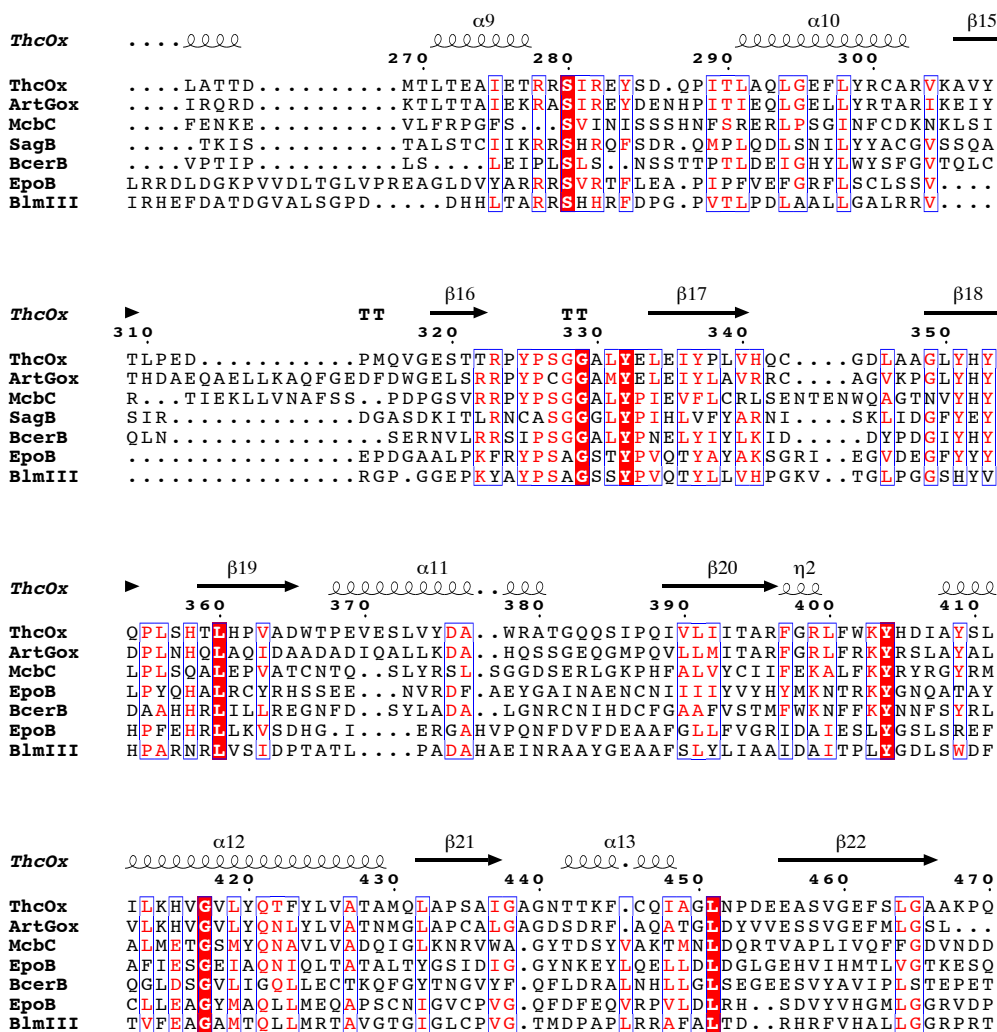 α9 α10 β15
ThcOx ....
270 280 290 300
ThcOx ....LATTD..........MTLTEAIETRRSIREYSD.QPITLAQLGEFLYRCARVKAVY
ArtGox ....IRQRD..........KTLTTAIEKRASIREYDENHPITIEQLGELLYRTARIKEIY
McbC ....FENKE..........VLFRPGFS...SVINISSSHNFSRERLPSGINFCDKNKLSI
SagB .....TKIS..........TALSTCIIKRRSHRQFSDR.QMPLQDLSNILYYACGVSSQA
BcerB ....VPTIP..........LS....LEIPLSLS..NSSTTPTLDEIGHYLWYSFGVTQLC
EpoB LRRDLDGKPVVDLTGLVPREAGLDVYARRRSVRTFLEA.PIPFVEFGRFLSCLSSV....
BlmIII IRHEFDATDGVALSGPD.....DHHLTARRSHHRFDPG.PVTLPDLAALLGALRRV....
β16 β17 β18
ThcOx TT TT
310 320 330 340 350
ThcOx TLPED...........PMQVGESTTRPYPSGGALYELEIYPLVHQC....GDLAAGLYHY
ArtGox THDAEQAELLKAQFGEDFDWGELSRRPYPCGGAMYELEIYLAVRRC....AGVKPGLYHY
McbC R...TIEKLLVNAFSS..PDPGSVRRPYPSGGALYPIEVFLCRLSENTENWQAGTNVYHY
SagB SIR.............DGASDKITLRNCASGGGLYPIHLVFYARNI....SKLIDGFYEY
BcerB QLN...............SERNVLRRSIPSGGALYPNELYIYLKID....DYPDGIYHY
EpoB ................EPDGAALPKFRYPSAGSTYPVQTYAYAKSGRI..EGVDEGFYYY
BlmIII ................RGP.GGEPKYAYPSAGSSYPVQTYLLVHPGKV..TGLPGGSHYV
β19 α11 β20 η2
ThcOx ..
360 370 380 390 400 410
ThcOx QPLSHTLHPVADWTPEVESLVYDA..WRATGQQSIPQIVLIITARFGRLFWKYHDIAYSL
ArtGox DPLNHQLAQIDAADADIQALLKDA..HQSSGEQGMPQVLLMITARFGRLFRKYRSLAYAL
McbC LPLSQALEPVATCNTQ..SLYRSL.SGGDSERLGKPHFALVYCIIFEKALFKYRYRGYRM
EpoB LPYQHALRCYRHSSEE...NVRDF.AEYGAINAENCNIIIIYVYHYMKNTRKYGNQATAY
BcerB DAAHHRLILLREGNFD..SYLADA..LGNRCNIHDCFGAAFVSTMFWKNFFKYNNFSYRL
EpoB HPFEHRLLKVSDHG.I....ERGAHVPQNFDVFDEAAFGLLFVGRIDAIESLYGSLSREF
BlmIII HPARNRLVSIDPTATL....PADAHAEINRAAYGEAAFSLYLIAAIDAITPLYGDLSWDF
α12 β21 α13 β22
ThcOx .
420 430 440 450 460 470
ThcOx ILKHVGVLYQTFYLVATAMQLAPSAIGAGNTTKF.CQIAGLNPDEEASVGEFSLGAAKPQ
ArtGox VLKHVGVLYQNLYLVATNMGLAPCALGAGDSDRF.AQATGLDYVVESSVGEFMLGSL...
McbC ALMETGSMYQNAVLVADQIGLKNRVWA.GYTDSYVAKTMNLDQRTVAPLIVQFFGDVNDD
EpoB AFIESGEIAQNIQLTATALTYGSIDIG.GYNKEYLQELLDLDGLGEHVIHMTLVGTKESQ
BcerB QGLDSGVLIGQLLECTKQFGYTNGVYF.QFLDRALNHLLGLSEGEESVYAVIPLSTEPET
EpoB CLLEAGYMAQLLMEQAPSCNIGVCPVG.QFDFEQVRPVLDLRH..SDVYVHGMLGGRVDP
BlmIII TVFEAGAMTQLLMRTAVGTGIGLCPVG.TMDPAPLRRAFALTD..RHRFVHALLGGRPRT